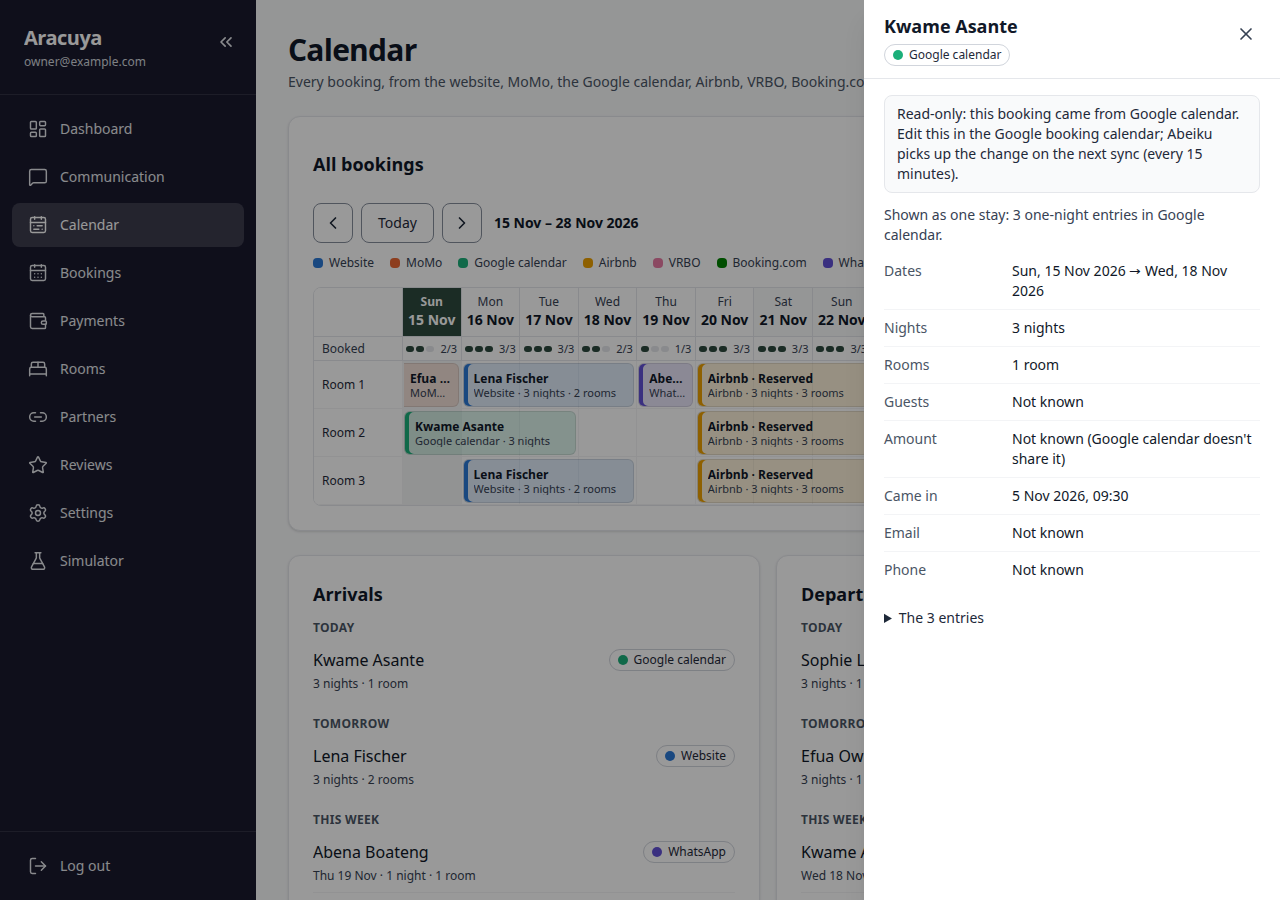 Aracuya
owner@example.com
Dashboard
Communication
Calendar
Bookings
Payments
Rooms
Partners
Reviews
Settings
Simulator
Log out
Calendar
Every booking, from the website, MoMo, the Google calendar, Airbnb, VRBO, Booking.co
All bookings
Today
15 Nov – 28 Nov 2026
Website MoMo Google calendar Airbnb VRBO Booking.com Wha
Sun Mon Tue Wed Thu Fri Sat Sun
15 Nov 16 Nov 17 Nov 18 Nov 19 Nov 20 Nov 21 Nov 22 Nov
Booked 2/3 3/3 3/3 2/3 1/3 3/3 3/3 3/3
Room 1
Efua ...
MoM...
Lena Fischer
Website · 3 nights · 2 rooms
Abe...
What...
Airbnb · Reserved
Airbnb · 3 nights · 3 rooms
Room 2
Kwame Asante
Google calendar · 3 nights
Airbnb · Reserved
Airbnb · 3 nights · 3 rooms
Room 3
Lena Fischer
Website · 3 nights · 2 rooms
Airbnb · Reserved
Airbnb · 3 nights · 3 rooms
Arrivals
TODAY
Kwame Asante
Google calendar
3 nights · 1 room
TOMORROW
Lena Fischer
Website
3 nights · 2 rooms
THIS WEEK
Abena Boateng
WhatsApp
Thu 19 Nov · 1 night · 1 room
Depart
TODAY
Sophie L
3 nights · 1
TOMORRO
Efua Ow
3 nights · 1
THIS WEEK
Kwame A
Wed 18 Nov
Kwame Asante
Google calendar
Read-only: this booking came from Google calendar.
Edit this in the Google booking calendar; Abeiku
picks up the change on the next sync (every 15
minutes).
Shown as one stay: 3 one-night entries in Google
calendar.
Dates Sun, 15 Nov 2026 → Wed, 18 Nov
2026
Nights 3 nights
Rooms 1 room
Guests Not known
Amount Not known (Google calendar doesn't
share it)
Came in 5 Nov 2026, 09:30
Email Not known
Phone Not known
The 3 entries